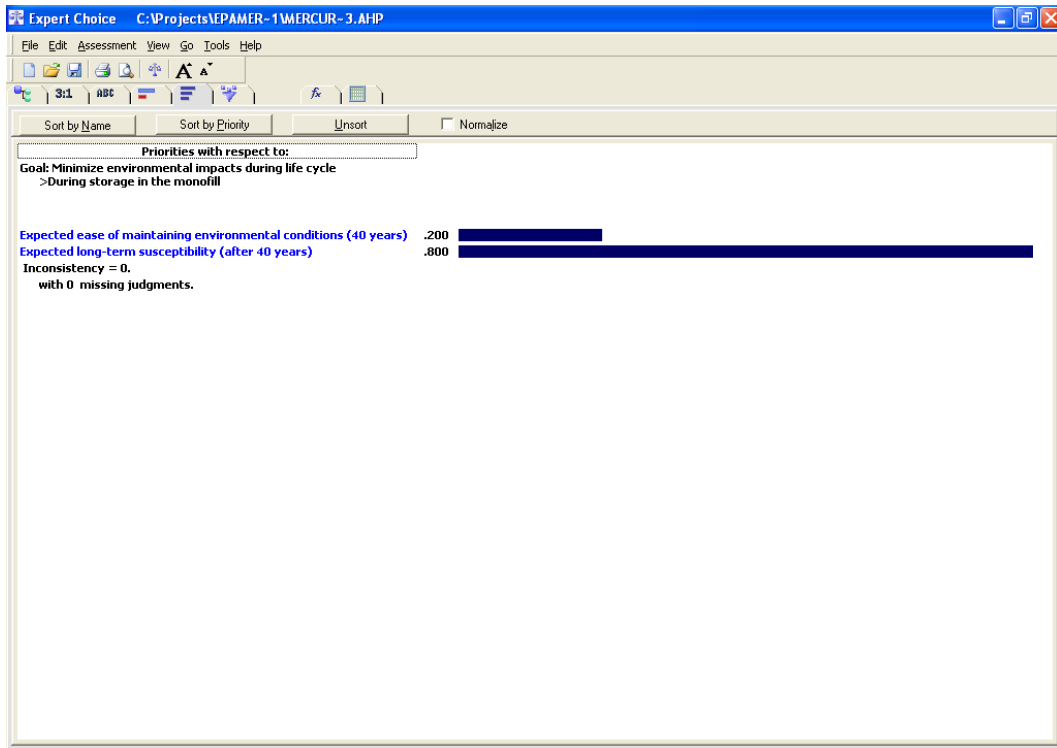 Expert Choice C:\Projects\EPAMER~1\MERCUR~3.AHP
File Edit Assessment View Go Tools Help
A A
3:1 ABC fx
Sort by Name Sort by Priority Unsort Normalize
Priorities with respect to:
Goal: Minimize environmental impacts during life cycle
>During storage in the monofill
Expected ease of maintaining environmental conditions (40 years) .200
Expected long-term susceptibility (after 40 years) .800
Inconsistency = 0.
with 0 missing judgments.